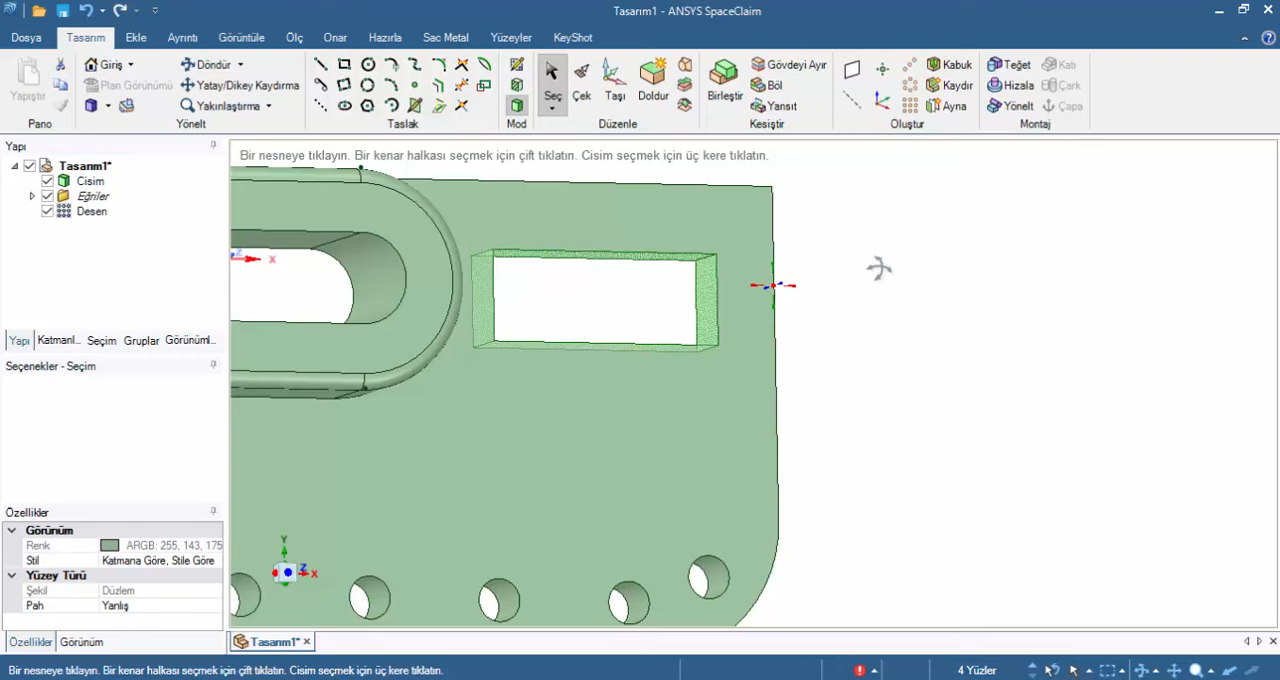 Tasarım1 - ANSYS SpaceClaim
Dosya Tasarım Ekle Ayrıntı Görüntüle Ölç Onar Hazırla Sac Metal Yüzeyler KeyShot
Yapıştır
Pano
Giriş
Plan Görünümü
Döndür
Yatay/Dikey Kaydırma
Yakınlaştırma
Yönelt
Taslak
Mod
Seç
Çek
Taşı
Doldur
Düzenle
Birleştir
Gövdeyi Ayır
Böl
Yansıt
Kesiştir
Kabuk
Kaydır
Ayna
Oluştur
Teğet
Hizala
Yönelt
Katı
Çark
Çapa
Montaj
Yapı
Tasarım1*
Cisim
Eğriler
Desen
Yapı Katmanl... Seçim Gruplar Görünüml...
Seçenekler - Seçim
Özellikler
Görünüm
Renk ARGB: 255, 143, 175
Stil Katmana Göre, Stile Göre
Yüzey Türü
Şekil Düzlem
Pah Yanlış
Özellikler Görünüm
Bir nesneye tıklayın. Bir kenar halkası seçmek için çift tıklatın. Cisim seçmek için üç kere tıklatın.
Z X
Y
Z
X
Tasarım1*
Bir nesneye tıklayın. Bir kenar halkası seçmek için çift tıklatın. Cisim seçmek için üç kere tıklatın.
4 Yüzler